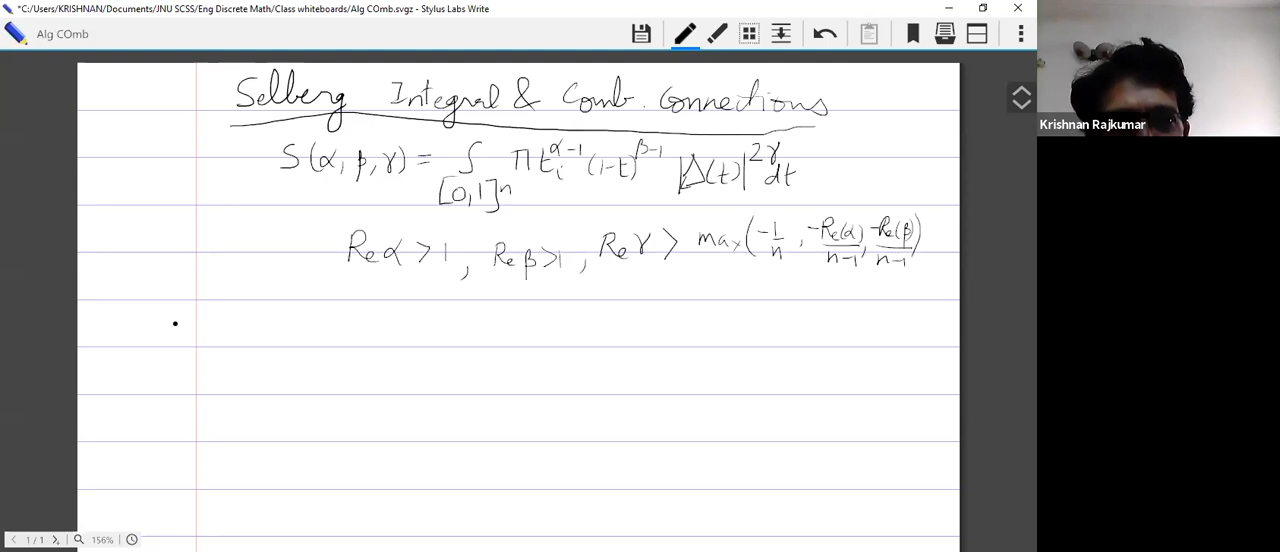 *C:/Users/KRISHNAN/Documents/JNU SCSS/Eng Discrete Math/Class whiteboards/Alg COmb.svgz - Stylus Labs Write
Alg COmb
Selberg Integral & Comb. Connections
S(α, β, γ) = ∫_{[0,1]^n} Π t_i^{α-1} (1-t)^{β-1} |Δ(t)|^{2γ} dt
Re α > 1, Re β > 1, Re γ > max(-1/n, -Re(α)/n-1, -Re(β)/n-1)
Krishnan Rajkumar
1 / 1 156%